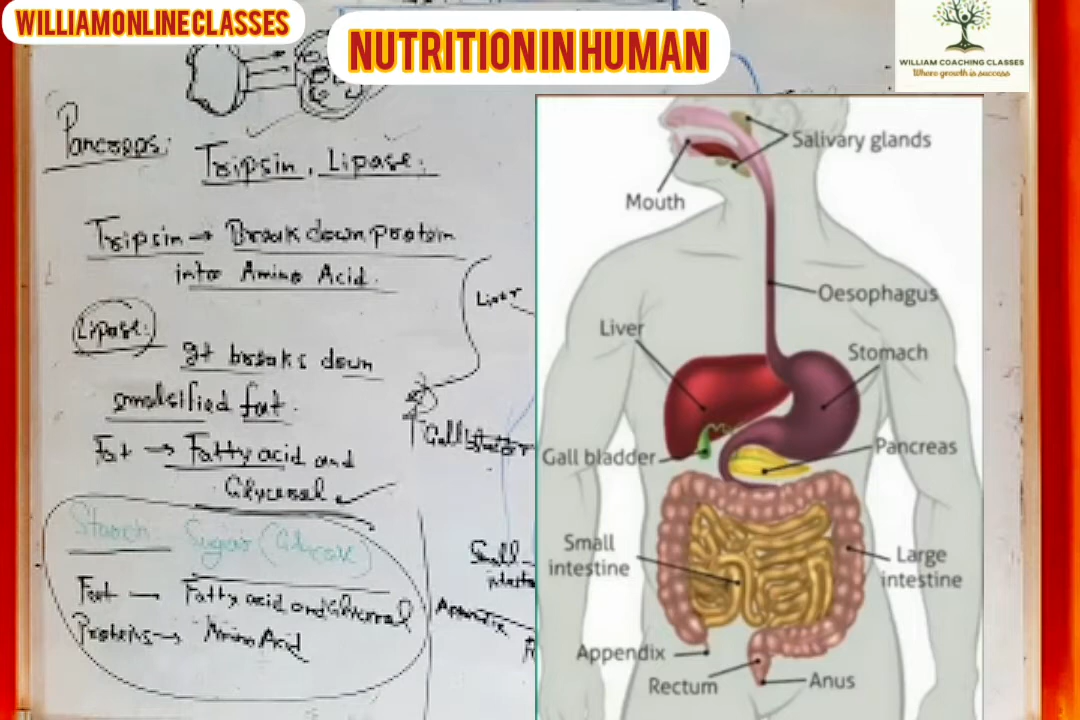 WILLIAM ONLINE CLASSES
NUTRITION IN HUMAN
WILLIAM COACHING CLASSES
Where growth is success
Pancreas:
Tripsin, Lipase:
Tripsin → Break down protein
into Amino Acid.
Lipase:
It breaks down
emulsified fat.
Fat → Fatty acid and
Glycerol
Starch Sugar (Glucose)
Fat → Fatty acid and Glycerol
Proteins → Amino Acid
Liver
Gall bladder
Small
Appendix
Salivary glands
Mouth
Oesophagus
Liver
Stomach
Gall bladder
Pancreas
Small
intestine
Large
intestine
Appendix
Rectum
Anus